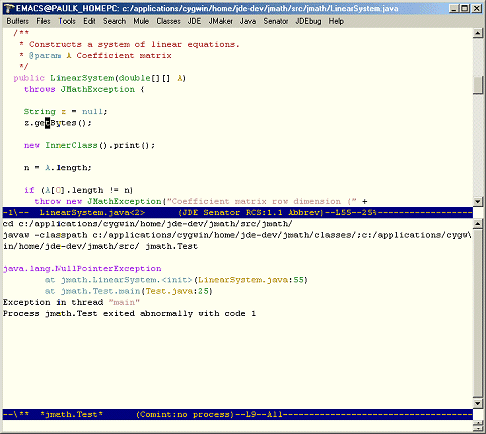 EMACS@PAULK_HOMEPC: c:/applications/cygwin/home/jde-dev/jmath/src/jmath/LinearSystem.java
Buffers Files Tools Edit Search Mule Classes JDE JMaker Java Senator JDEbug Help
/**
* Constructs a system of linear equations.
* @param A Coefficient matrix
*/
public LinearSystem(double[][] A)
throws JMathException {
String z = null;
z.getBytes();
new InnerClass().print();
n = A.length;
if (A[0].length != n)
throw new JMathException("Coefficient matrix row dimension (" +
-1\-- LinearSystem.java<2> (JDE Senator RCS:1.1 Abbrev)--L55--25%-------------------
cd c:/applications/cygwin/home/jde-dev/jmath/src/jmath/
javaw -classpath c:/applications/cygwin/home/jde-dev/jmath/classes/;c:/applications/cygw\
in/home/jde-dev/jmath/src/ jmath.Test
java.lang.NullPointerException
at jmath.LinearSystem.<init>(LinearSystem.java:55)
at jmath.Test.main(Test.java:25)
Exception in thread "main"
Process jmath.Test exited abnormally with code 1
--\** *jmath.Test* (Comint:no process)--L9--All----------------------------------